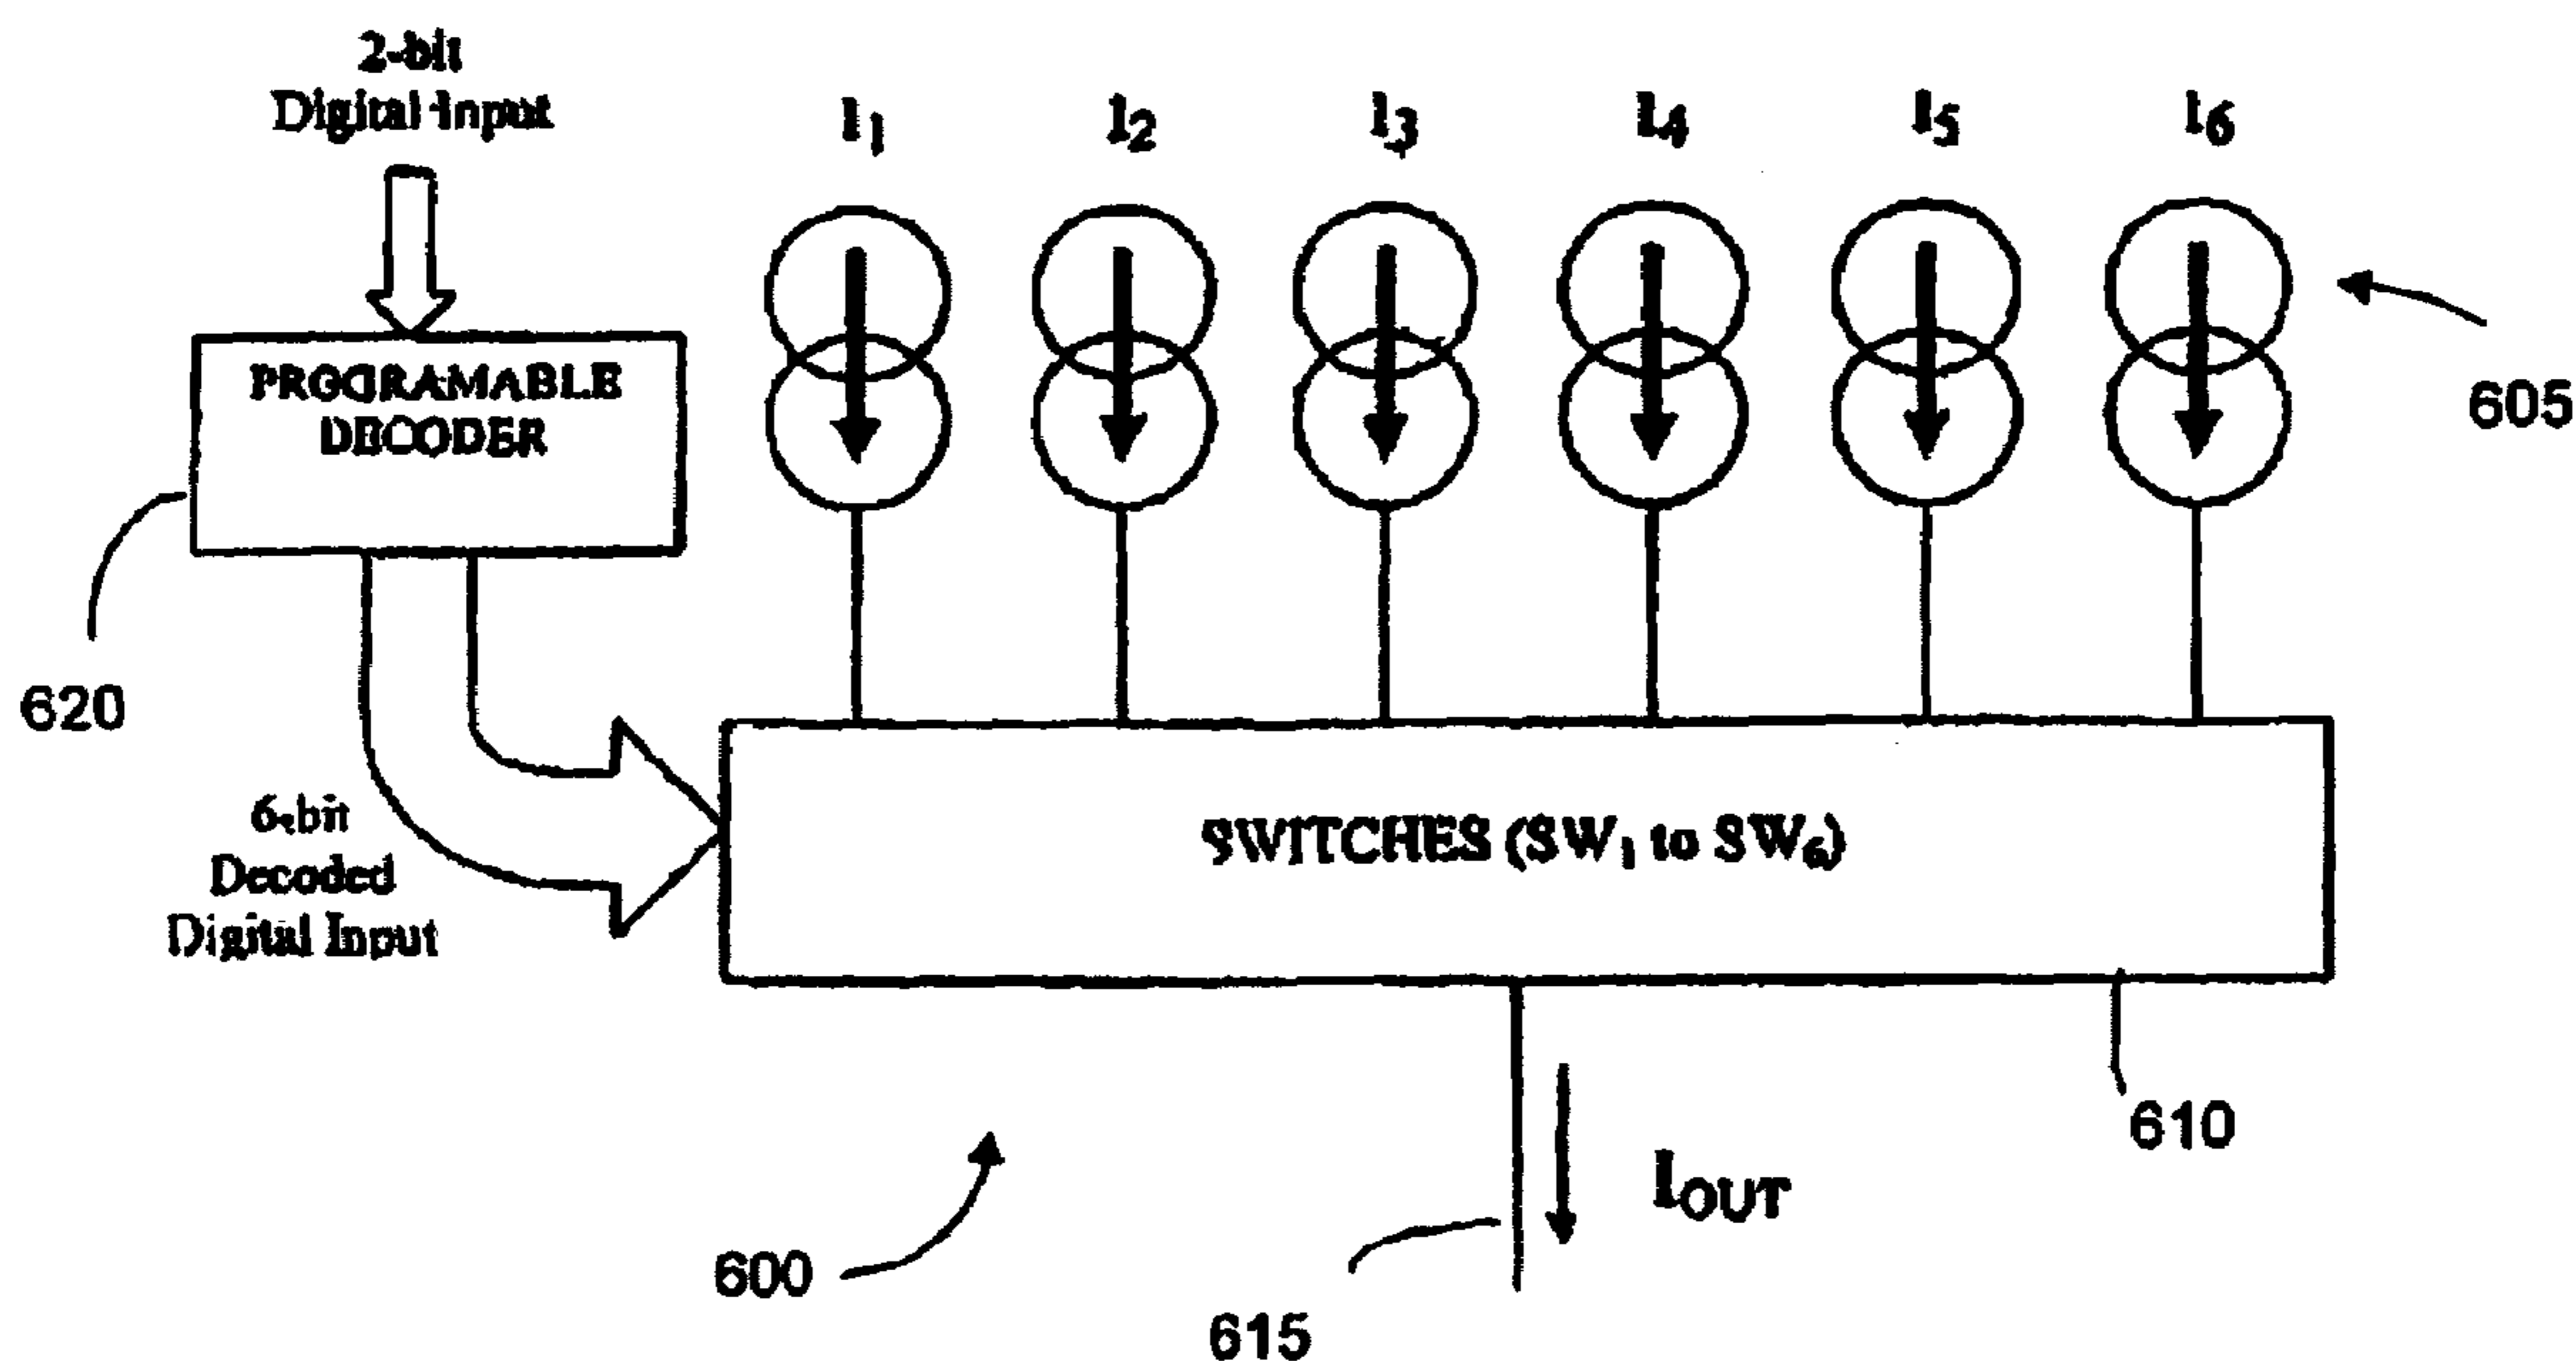 2-bit
Digital Input
I1 I2 I3 I4 I5 I6
PROGRAMABLE
DECODER
605
620
6-bit
Decoded
Digital Input
SWITCHES (SW1 to SW6)
610
IOUT
600
615